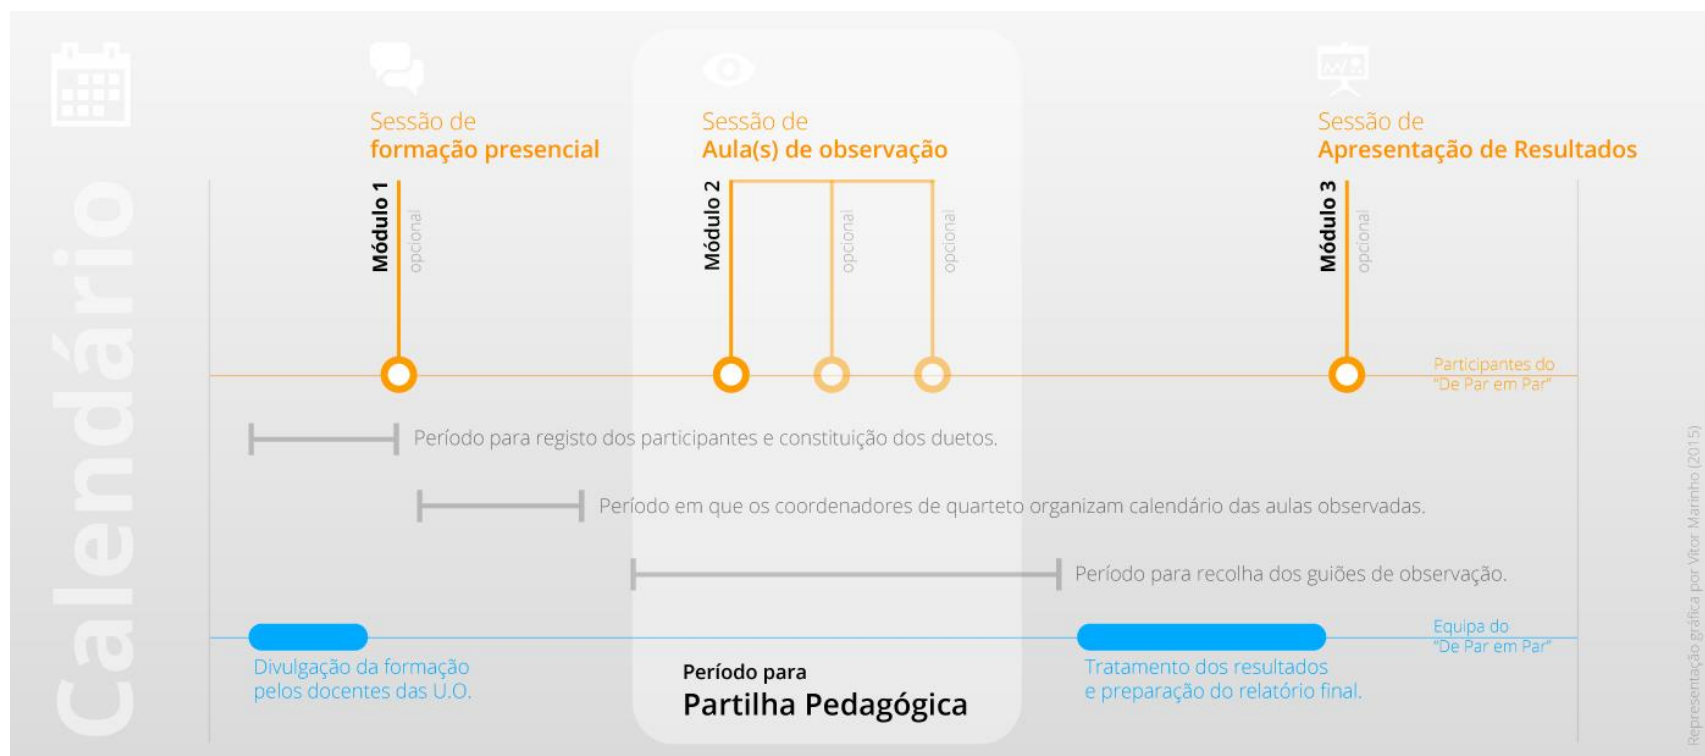 Calendário
Sessão de
formação presencial
Módulo 1
opcional
Sessão de
Aula(s) de observação
Módulo 2
opcional
opcional
Sessão de
Apresentação de Resultados
Módulo 3
opcional
Participantes do
"De Par em Par"
Período para registo dos participantes e constituição dos duetos.
Período em que os coordenadores de quarteto organizam calendário das aulas observadas.
Período para recolha dos guiões de observação.
Equipa do
"De Par em Par"
Divulgação da formação
pelos docentes das U.O.
Período para
Partilha Pedagógica
Tratamento dos resultados
e preparação do relatório final.
Representação gráfica por Vítor Marinho (2015)